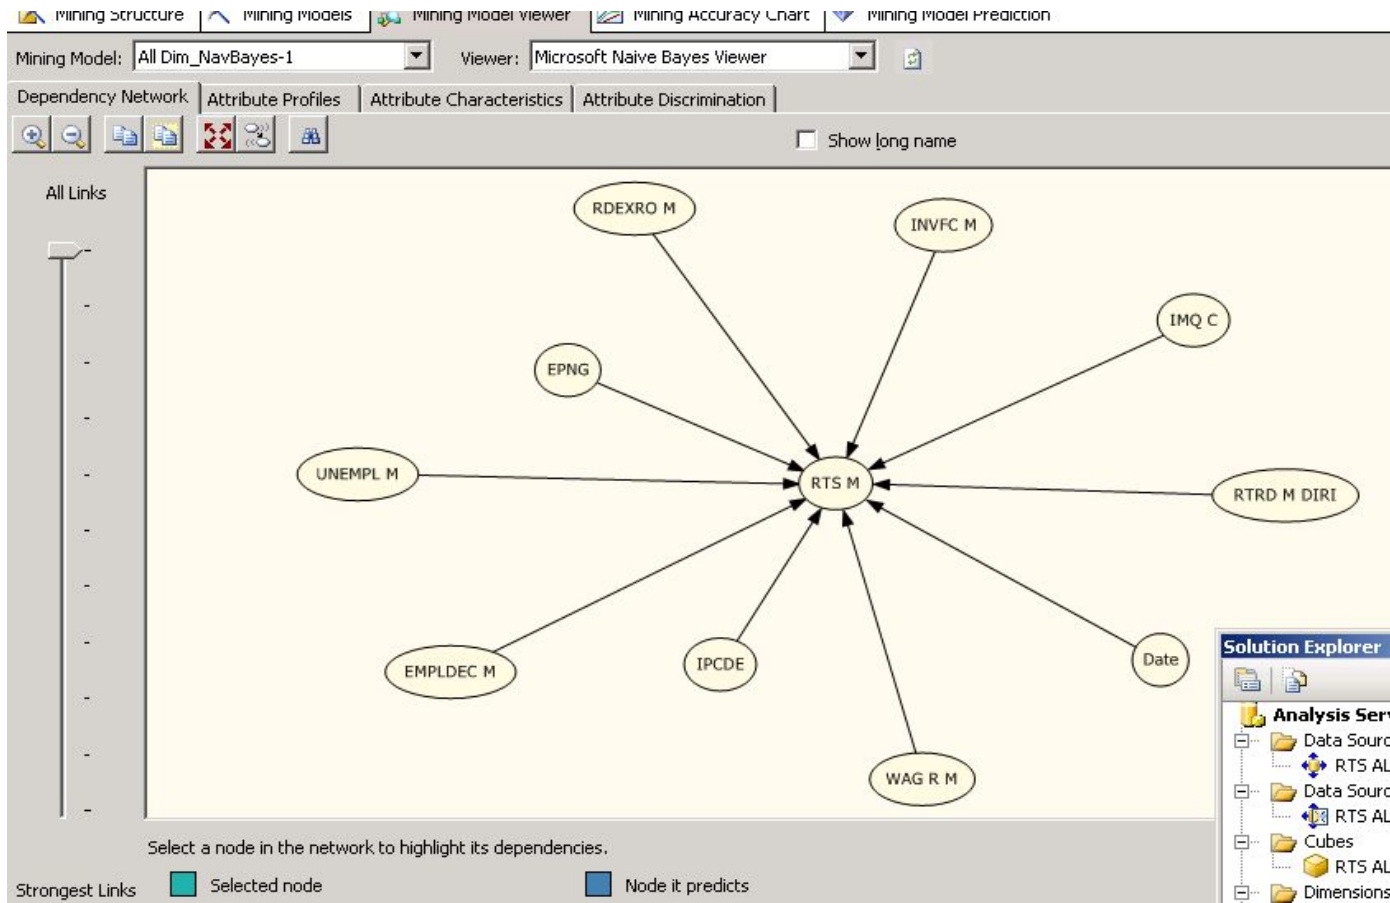 Mining Structure Mining Models Mining Model Viewer Mining Accuracy Chart Mining Model Prediction
Mining Model: All Dim_NavBayes-1 Viewer: Microsoft Naive Bayes Viewer
Dependency Network Attribute Profiles Attribute Characteristics Attribute Discrimination
Show long name
All Links
RDEXRO M
INVFC M
IMQ C
EPNG
UNEMPL M
RTS M
RTRD M DIRI
EMPLDEC M
IPCDE
Date
WAG R M
Solution Explorer
Analysis Serv
Data Sourc
RTS AL
Data Sourc
RTS AL
Cubes
RTS AL
Dimensions
Select a node in the network to highlight its dependencies.
Strongest Links Selected node Node it predicts